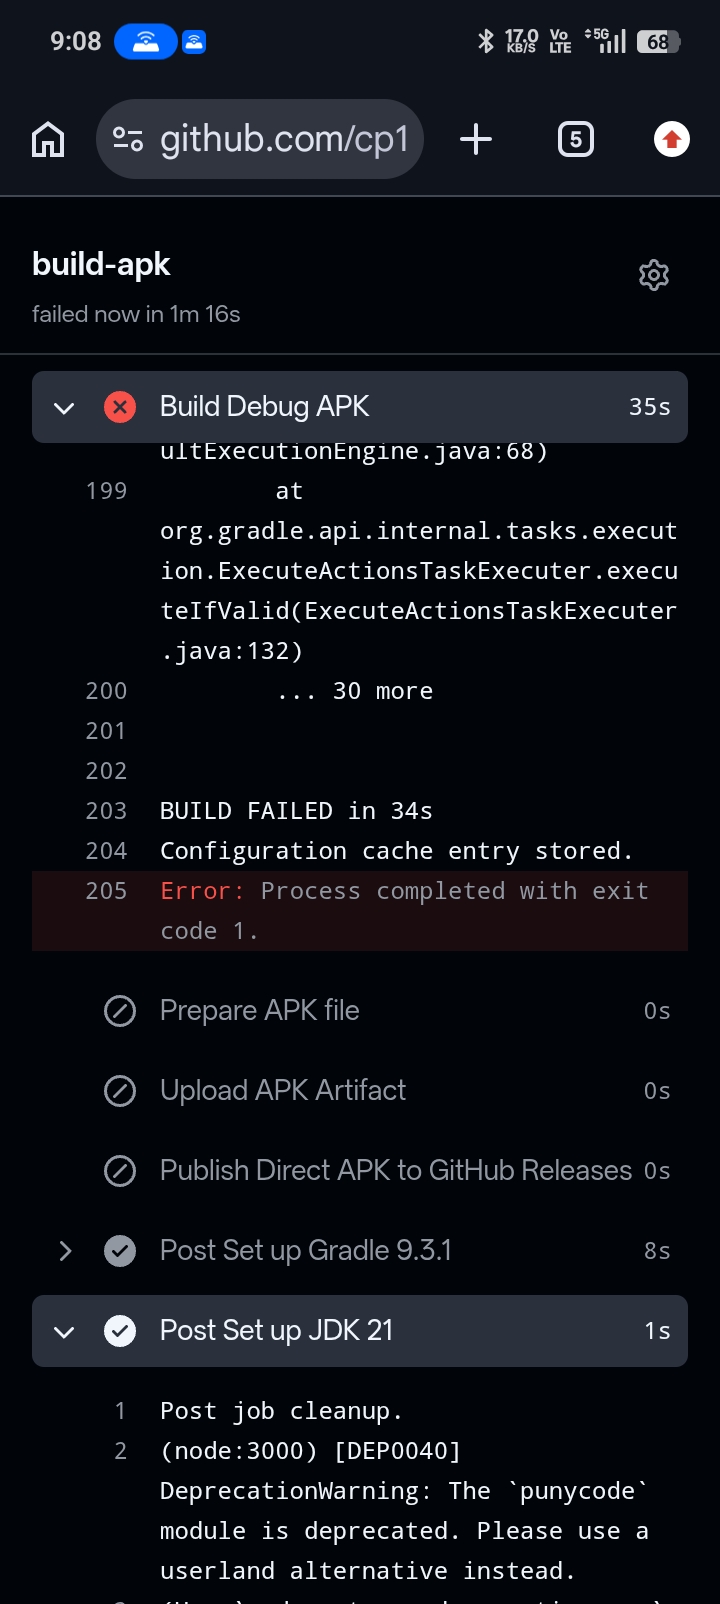 9:08
17.0
KB/S
Vo
LTE
5G
68
github.com/cp1
5
build-apk
failed now in 1m 16s
Build Debug APK 35s
ultExecutionEngine.java:68)
199 at
org.gradle.api.internal.tasks.execut
ion.ExecuteActionsTaskExecuter.execu
teIfValid(ExecuteActionsTaskExecuter
.java:132)
200 ... 30 more
201
202
203 BUILD FAILED in 34s
204 Configuration cache entry stored.
205 Error: Process completed with exit
code 1.
Prepare APK file 0s
Upload APK Artifact 0s
Publish Direct APK to GitHub Releases 0s
Post Set up Gradle 9.3.1 8s
Post Set up JDK 21 1s
1 Post job cleanup.
2 (node:3000) [DEP0040]
DeprecationWarning: The `punycode`
module is deprecated. Please use a
userland alternative instead.